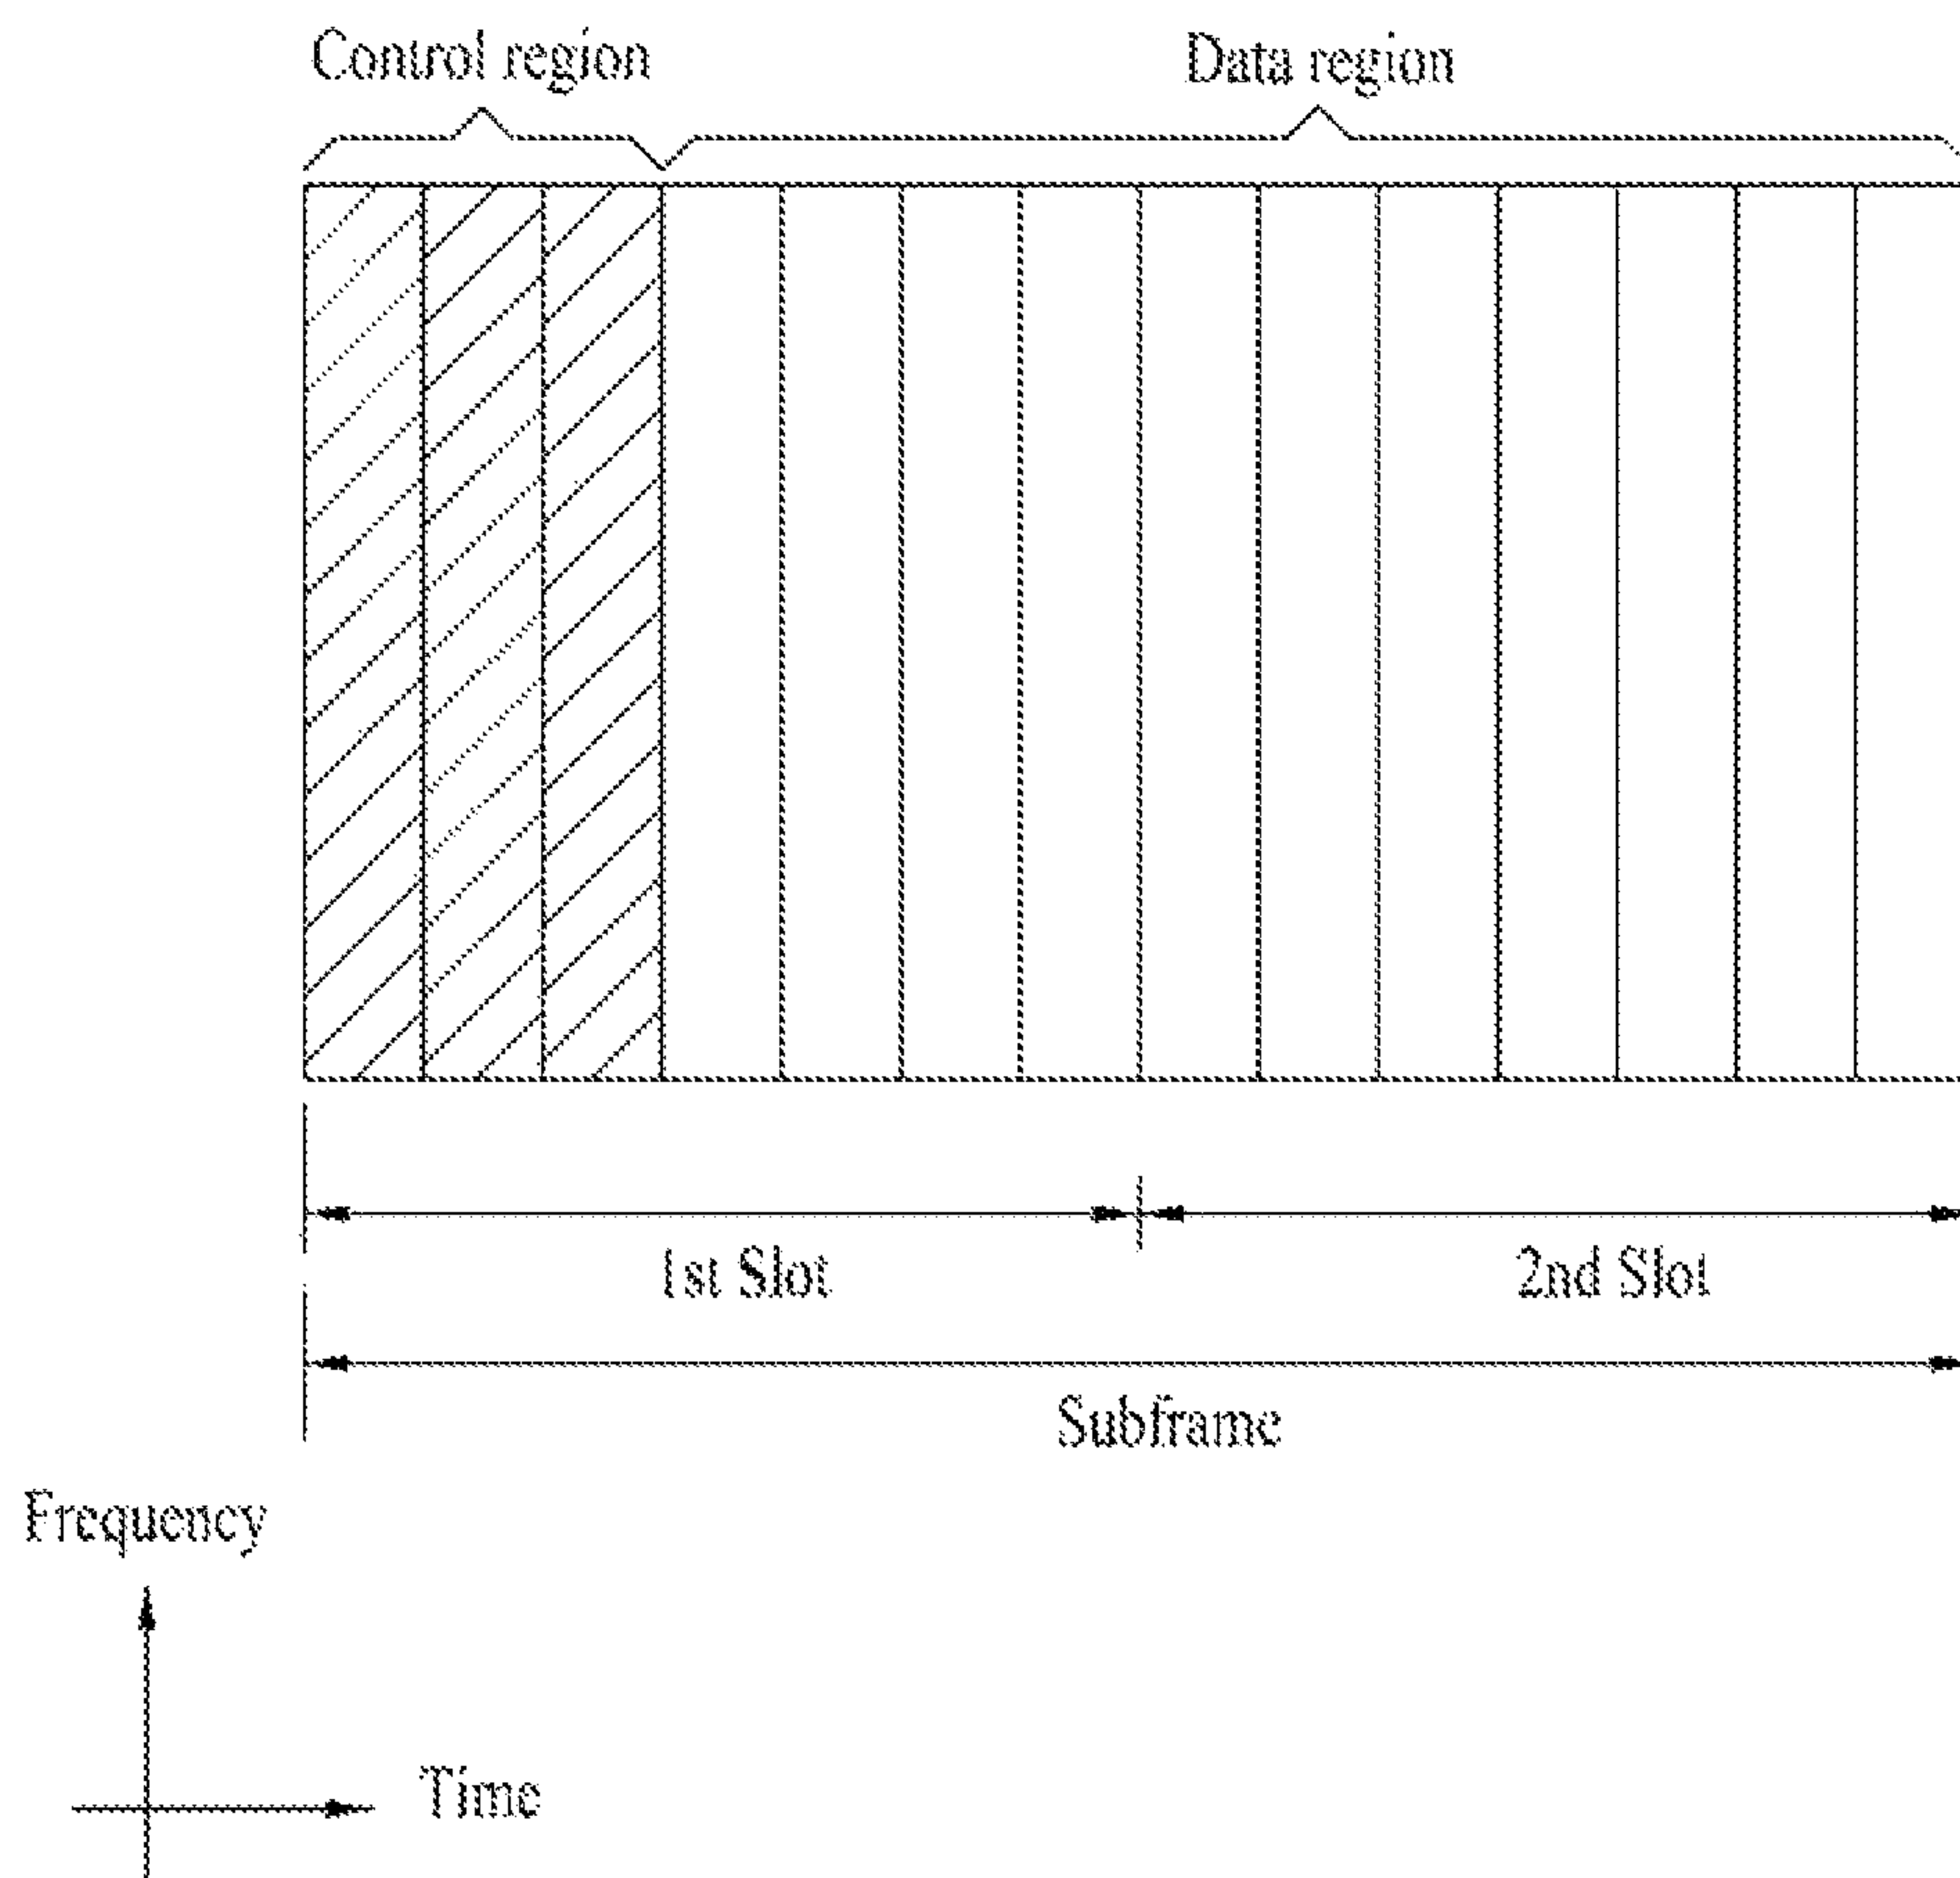 Control region
Data region
1st Slot
2nd Slot
Subframe
Frequency
Time